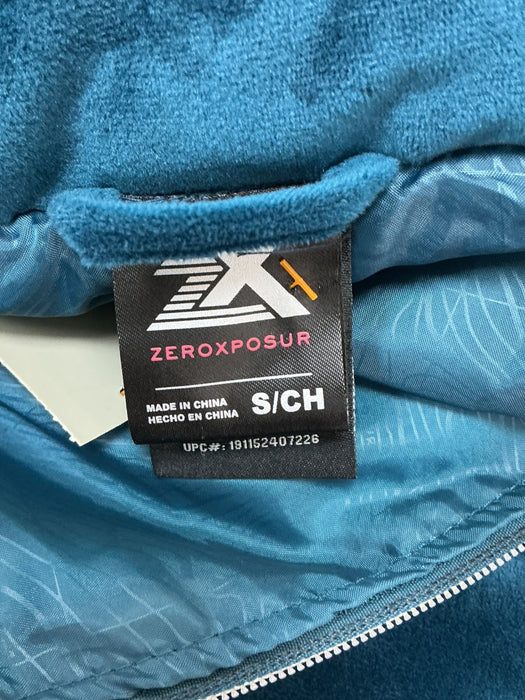 ZX
ZEROXPOSUR
MADE IN CHINA
HECHO EN CHINA
S/CH
UPC#: 191152407226